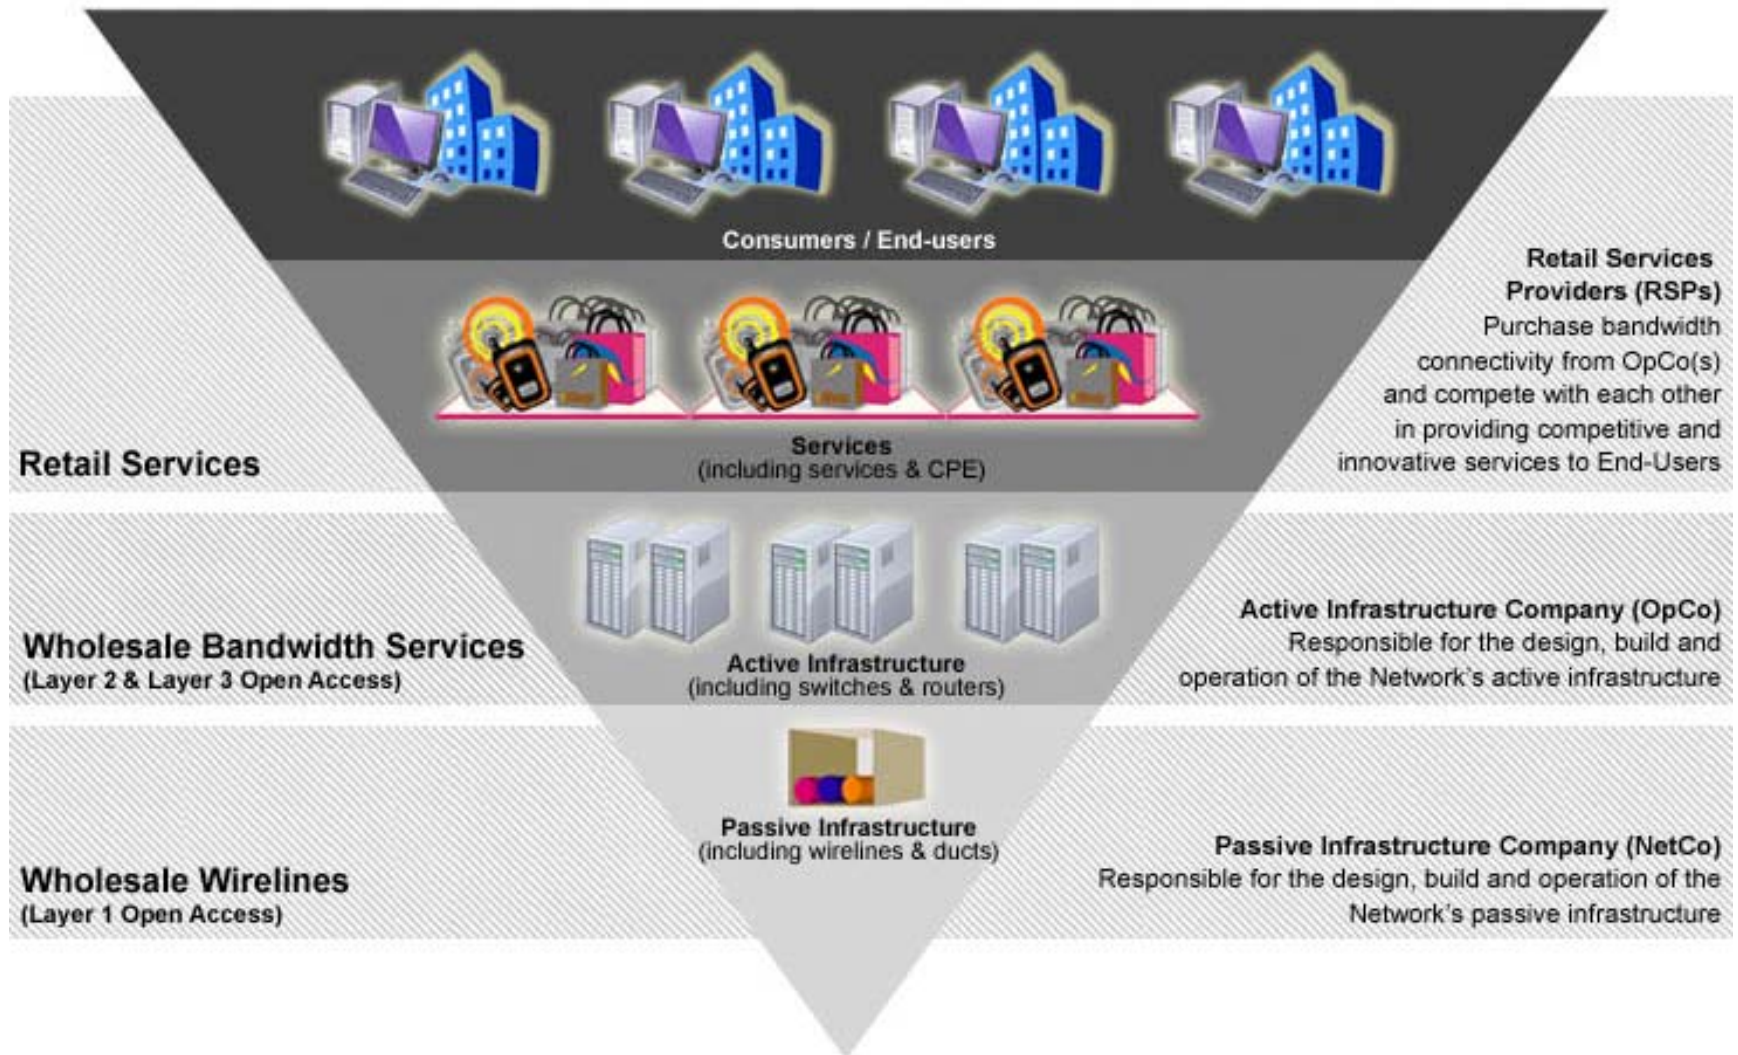 Consumers / End-users
Retail Services
Providers (RSPs)
Purchase bandwidth
connectivity from OpCo(s)
and compete with each other
in providing competitive and
innovative services to End-Users
Services
(including services & CPE)
Retail Services
Active Infrastructure
(including switches & routers)
Wholesale Bandwidth Services
(Layer 2 & Layer 3 Open Access)
Active Infrastructure Company (OpCo)
Responsible for the design, build and
operation of the Network's active infrastructure
Passive Infrastructure
(including wirelines & ducts)
Wholesale Wirelines
(Layer 1 Open Access)
Passive Infrastructure Company (NetCo)
Responsible for the design, build and operation of the
Network's passive infrastructure